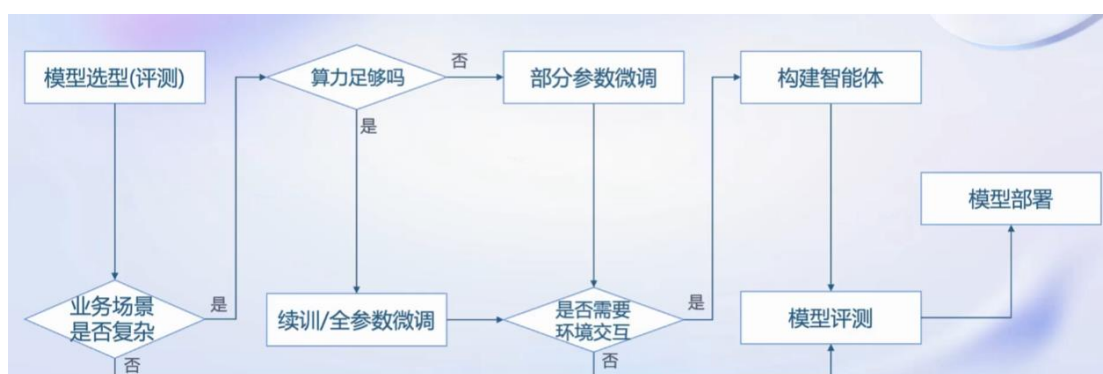 模型选型(评测)
算力足够吗
否
部分参数微调
构建智能体
是
模型部署
业务场景
是否复杂
是
续训/全参数微调
是否需要
环境交互
是
模型评测
否
否